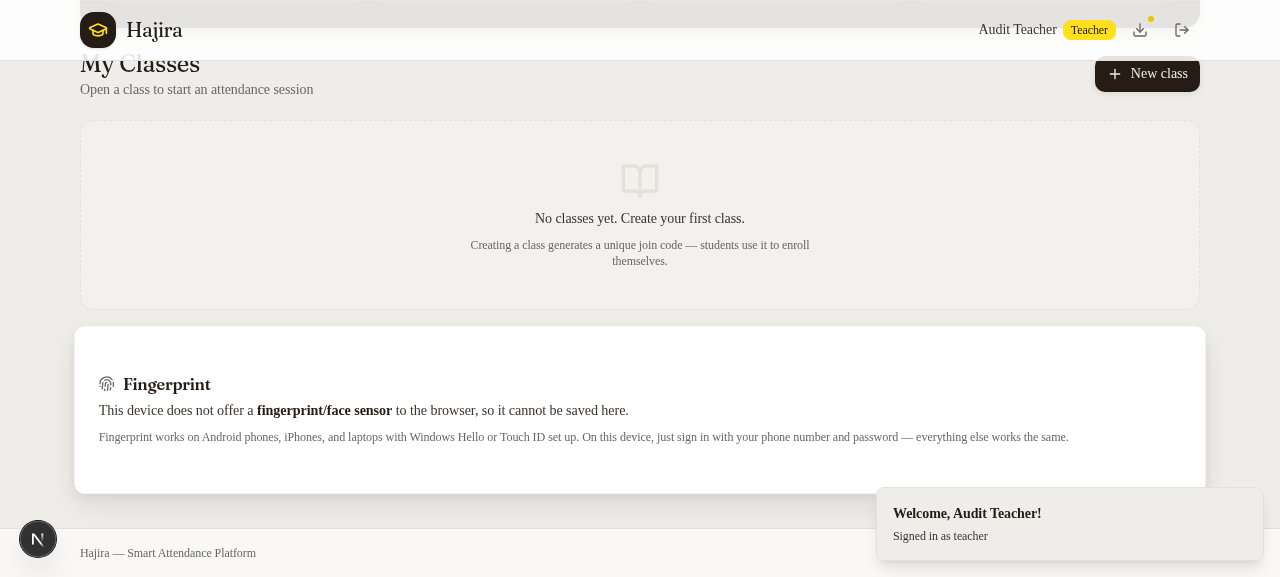 Hajira
Audit Teacher
Teacher
My Classes
Open a class to start an attendance session
New class
No classes yet. Create your first class.
Creating a class generates a unique join code — students use it to enroll
themselves.
Fingerprint
This device does not offer a fingerprint/face sensor to the browser, so it cannot be saved here.
Fingerprint works on Android phones, iPhones, and laptops with Windows Hello or Touch ID set up. On this device, just sign in with your phone number and password — everything else works the same.
Welcome, Audit Teacher!
Signed in as teacher
N
Hajira — Smart Attendance Platform